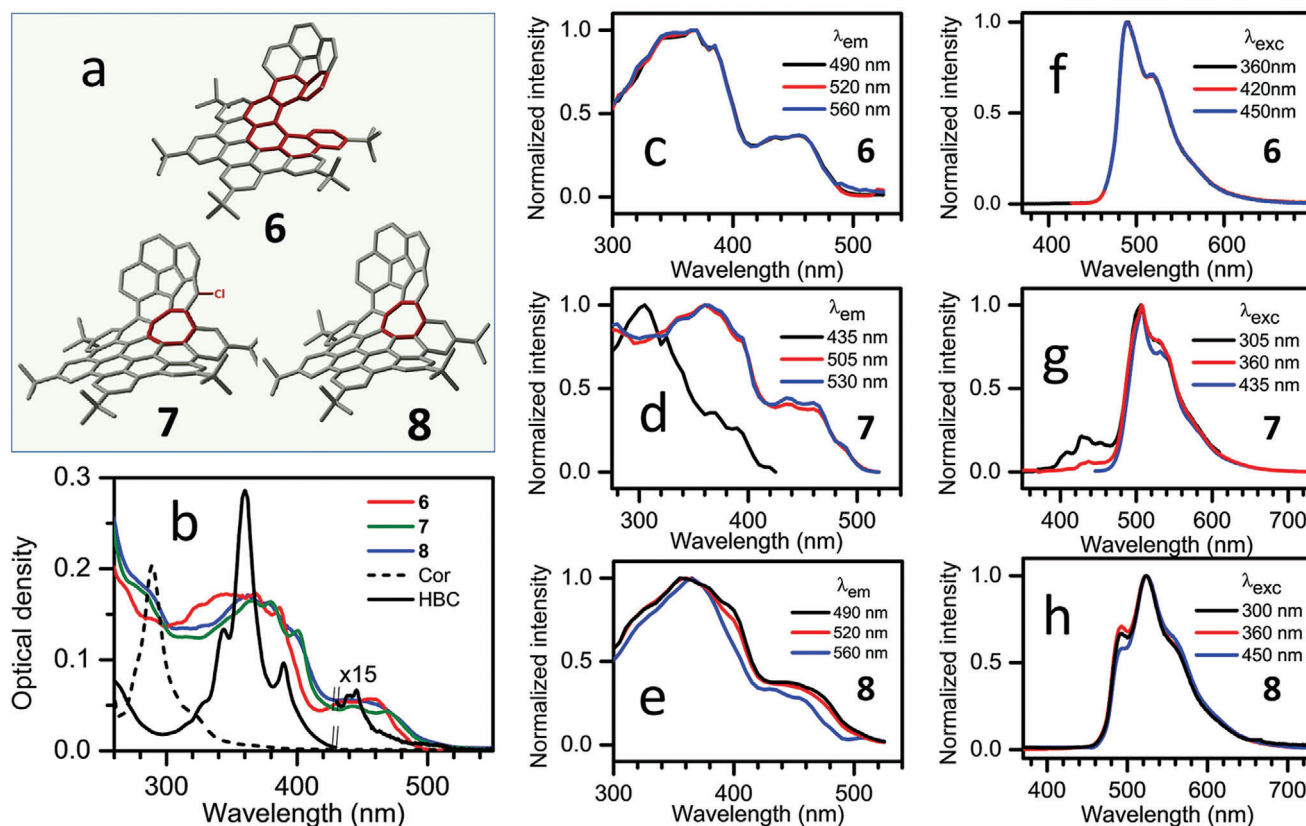 a
6
Cl
7
8
b
Optical density
0.3
0.2
0.1
0.0
6
7
8
Cor
HBC
x15
300
400
500
Wavelength (nm)
c
Normalized intensity
1.0
0.5
0.0
λem
490 nm
520 nm
560 nm
6
300
400
500
Wavelength (nm)
d
Normalized intensity
1.0
0.5
0.0
λem
435 nm
505 nm
530 nm
7
300
400
500
Wavelength (nm)
e
Normalized intensity
1.0
0.5
0.0
λem
490 nm
520 nm
560 nm
8
300
400
500
Wavelength (nm)
f
Normalized intensity
1.0
0.5
0.0
λexc
360nm
420nm
450nm
6
400
500
600
700
Wavelength (nm)
g
Normalized intensity
1.0
0.5
0.0
λexc
305 nm
360 nm
435 nm
7
400
500
600
700
Wavelength (nm)
h
Normalized intensity
1.0
0.5
0.0
λexc
300 nm
360 nm
450 nm
8
400
500
600
700
Wavelength (nm)